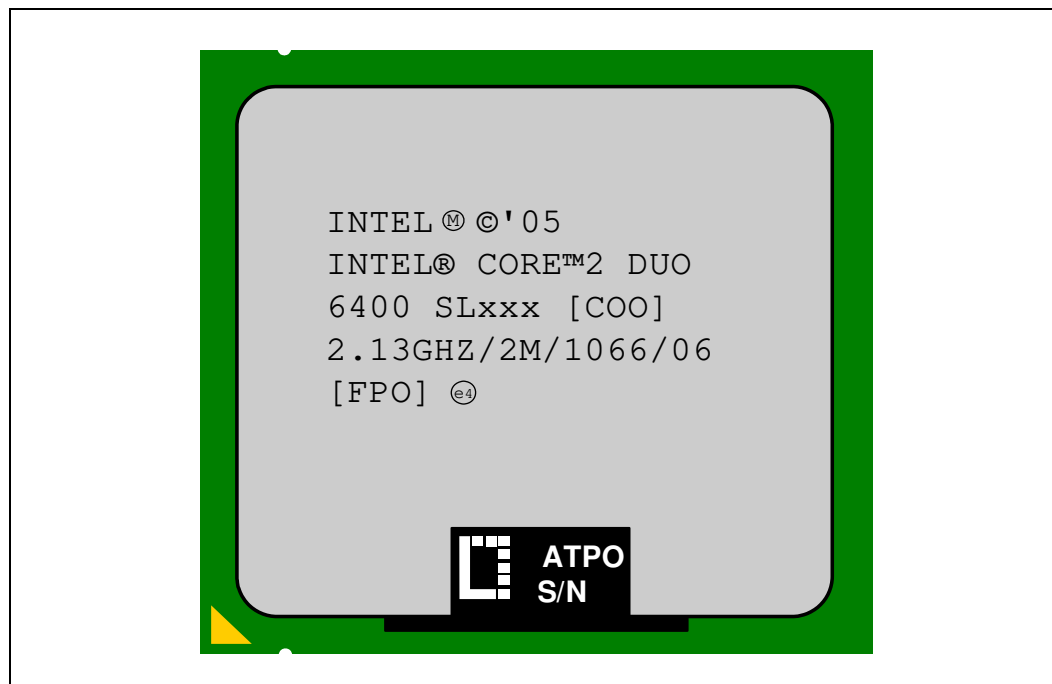 INTEL Ⓜ ©'05
INTEL® CORE™2 DUO
6400 SLxxx [COO]
2.13GHZ/2M/1066/06
[FPO] ⓔ4
ATPO
S/N